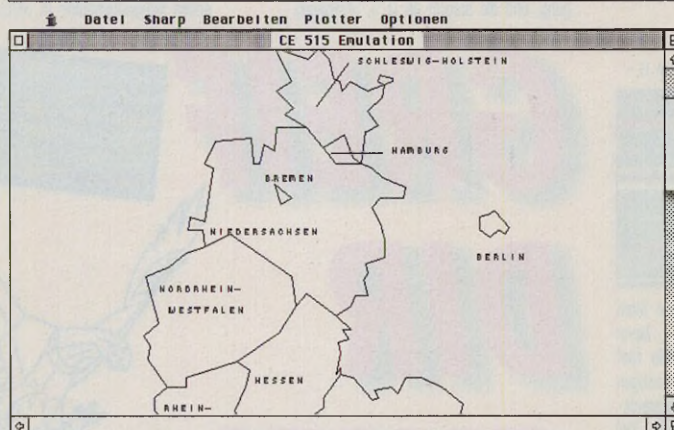 Datei Sharp Bearbeiten Plotter Optionen
CE 515 Emulation
SCHLESWIG-HOLSTEIN
HAMBURG
BREMEN
NIEDERSACHSEN
BERLIN
NORDRHEIN-
WESTFALEN
HESSEN
RHEIN-